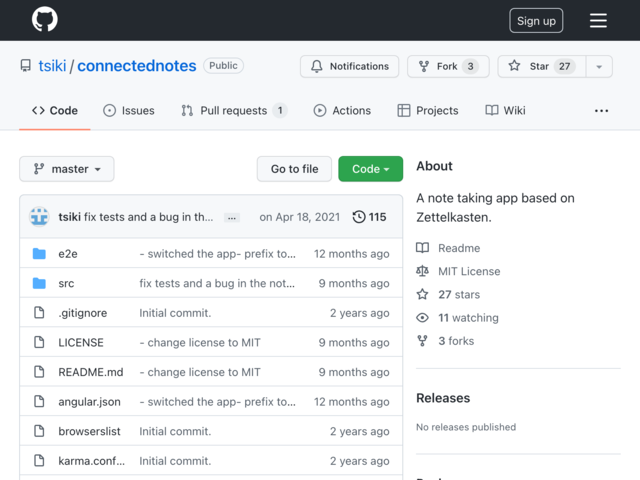 Sign up
tsiki / connectednotes Public
Notifications Fork 3 Star 27
Code Issues Pull requests 1 Actions Projects Wiki ...
master Go to file Code
About
A note taking app based on
Zettelkasten.
Readme
MIT License
27 stars
11 watching
3 forks
Releases
No releases published
tsiki fix tests and a bug in th... ... on Apr 18, 2021 115
e2e - switched the app- prefix to... 12 months ago
src fix tests and a bug in the not... 9 months ago
.gitignore Initial commit. 2 years ago
LICENSE - change license to MIT 9 months ago
README.md - change license to MIT 9 months ago
angular.json - switched the app- prefix to... 12 months ago
browserslist Initial commit. 2 years ago
karma.conf... Initial commit. 2 years ago